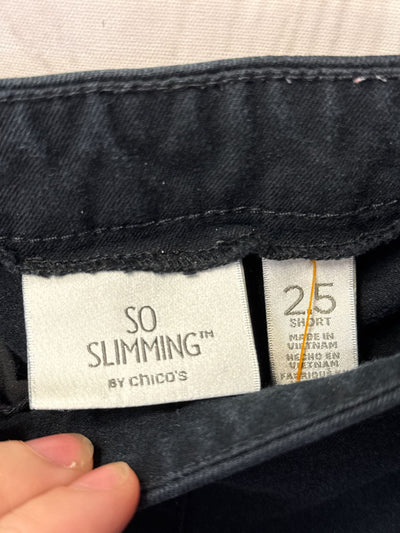 SO
SLIMMING™
BY chico's
2.5
SHORT
MADE IN
VIETNAM
HECHO EN
VIETNAM